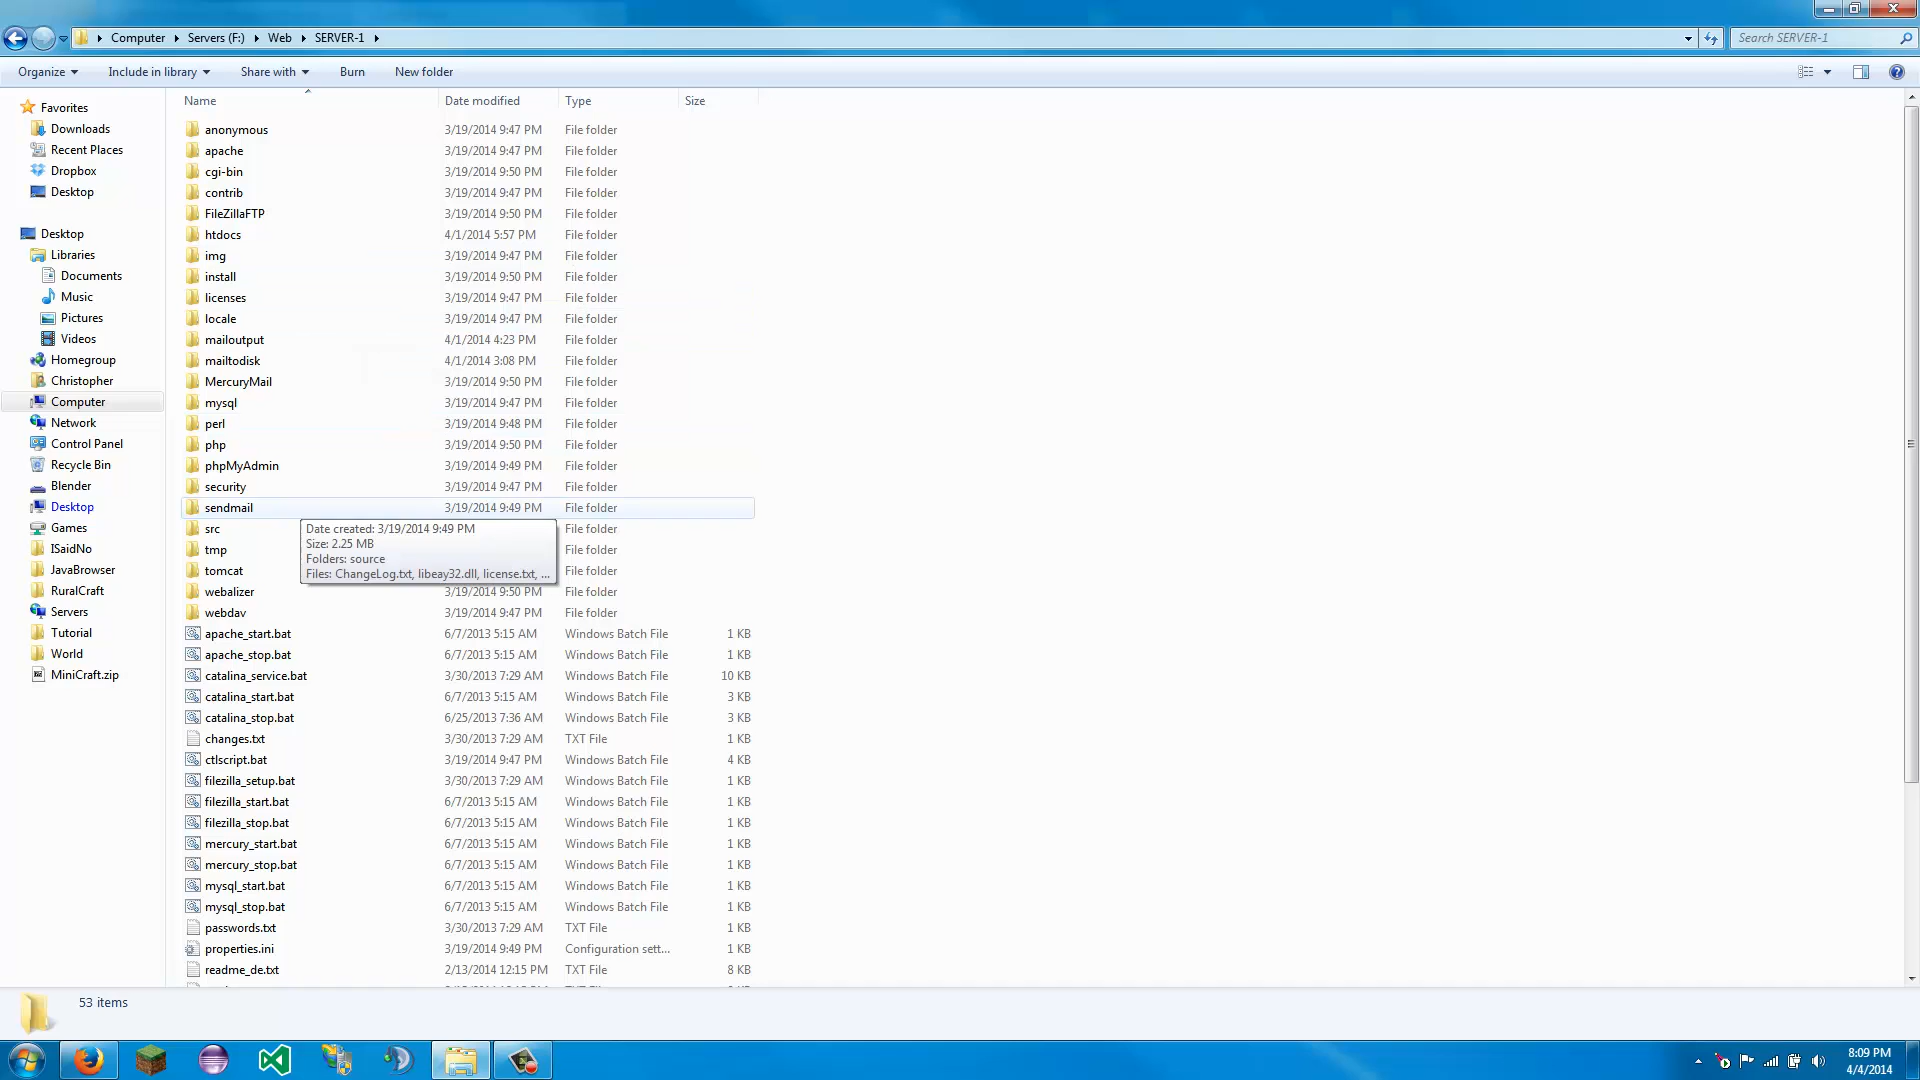 Computer Servers (F:) Web SERVER-1 Search SERVER-1
Organize Include in library Share with Burn New folder
Favorites
Downloads
Recent Places
Dropbox
Desktop
Desktop
Libraries
Documents
Music
Pictures
Videos
Homegroup
Christopher
Computer
Network
Control Panel
Recycle Bin
Blender
Desktop
Games
ISaidNo
JavaBrowser
RuralCraft
Servers
Tutorial
World
MiniCraft.zip
Name Date modified Type Size
anonymous 3/19/2014 9:47 PM File folder
apache 3/19/2014 9:47 PM File folder
cgi-bin 3/19/2014 9:50 PM File folder
contrib 3/19/2014 9:47 PM File folder
FileZillaFTP 3/19/2014 9:50 PM File folder
htdocs 4/1/2014 5:57 PM File folder
img 3/19/2014 9:47 PM File folder
install 3/19/2014 9:50 PM File folder
licenses 3/19/2014 9:47 PM File folder
locale 3/19/2014 9:47 PM File folder
mailoutput 4/1/2014 4:23 PM File folder
mailtodisk 4/1/2014 3:08 PM File folder
MercuryMail 3/19/2014 9:50 PM File folder
mysql 3/19/2014 9:47 PM File folder
perl 3/19/2014 9:48 PM File folder
php 3/19/2014 9:50 PM File folder
phpMyAdmin 3/19/2014 9:49 PM File folder
security 3/19/2014 9:47 PM File folder
sendmail 3/19/2014 9:49 PM File folder
src File folder
tmp File folder
tomcat File folder
Date created: 3/19/2014 9:49 PM
Size: 2.25 MB
Folders: source
Files: ChangeLog.txt, libeay32.dll, license.txt, ...
webalizer 3/19/2014 9:50 PM File folder
webdav 3/19/2014 9:47 PM File folder
apache_start.bat 6/7/2013 5:15 AM Windows Batch File 1 KB
apache_stop.bat 6/7/2013 5:15 AM Windows Batch File 1 KB
catalina_service.bat 3/30/2013 7:29 AM Windows Batch File 10 KB
catalina_start.bat 6/7/2013 5:15 AM Windows Batch File 3 KB
catalina_stop.bat 6/25/2013 7:36 AM Windows Batch File 3 KB
changes.txt 3/30/2013 7:29 AM TXT File 1 KB
ctlscript.bat 3/19/2014 9:47 PM Windows Batch File 4 KB
filezilla_setup.bat 3/30/2013 7:29 AM Windows Batch File 1 KB
filezilla_start.bat 6/7/2013 5:15 AM Windows Batch File 1 KB
filezilla_stop.bat 6/7/2013 5:15 AM Windows Batch File 1 KB
mercury_start.bat 6/7/2013 5:15 AM Windows Batch File 1 KB
mercury_stop.bat 6/7/2013 5:15 AM Windows Batch File 1 KB
mysql_start.bat 6/7/2013 5:15 AM Windows Batch File 1 KB
mysql_stop.bat 6/7/2013 5:15 AM Windows Batch File 1 KB
passwords.txt 3/30/2013 7:29 AM TXT File 1 KB
properties.ini 3/19/2014 9:49 PM Configuration sett... 1 KB
readme_de.txt 2/13/2014 12:15 PM TXT File 8 KB
53 items
8:09 PM
4/4/2014